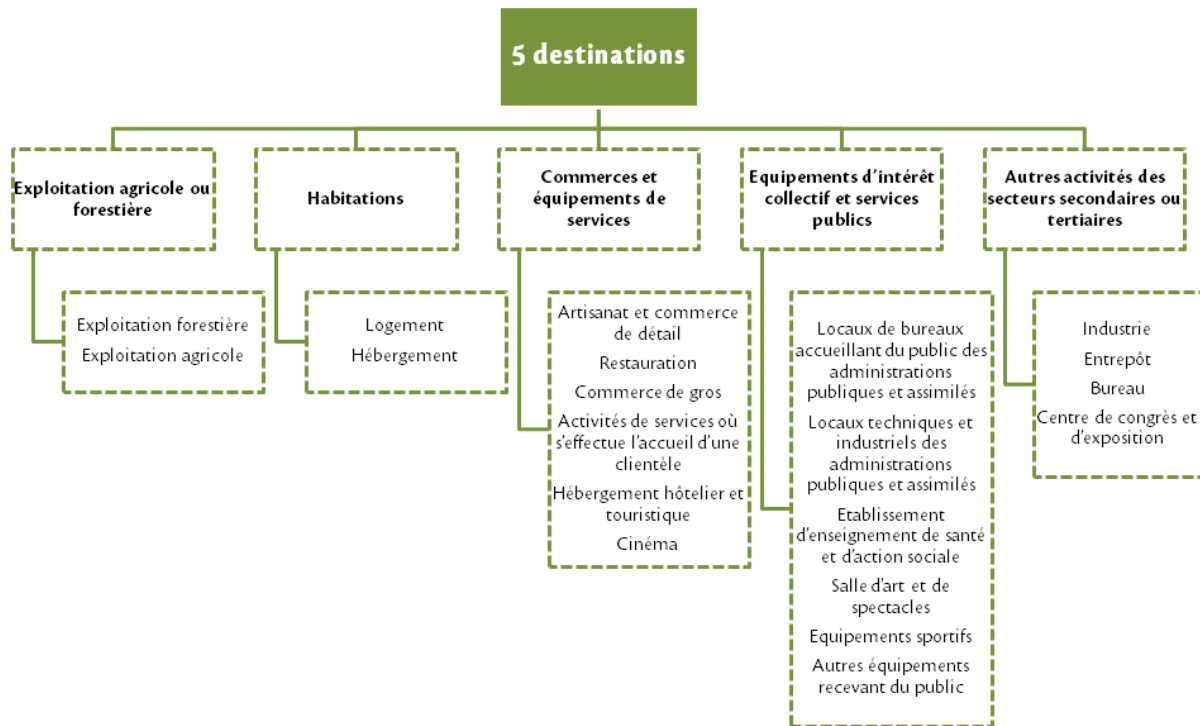 5 destinations
Exploitation agricole ou
forestière
Exploitation forestière
Exploitation agricole
Habitations
Logement
Hébergement
Commerces et
équipements de
services
Artisanat et commerce
de détail
Restauration
Commerce de gros
Activités de services où
s'effectue l'accueil d'une
clientèle
Hébergement hôtelier et
touristique
Cinéma
Equipements d'intérêt
collectif et services
publics
Locaux de bureaux
accueillant du public des
administrations
publiques et assimilés
Locaux techniques et
industriels des
administrations
publiques et assimilés
Etablissement
d'enseignement de santé
et d'action sociale
Salle d'art et de
spectacles
Equipements sportifs
Autres équipements
recevant du public
Autres activités des
secteurs secondaires ou
tertiaires
Industrie
Entrepôt
Bureau
Centre de congrès et
d'exposition